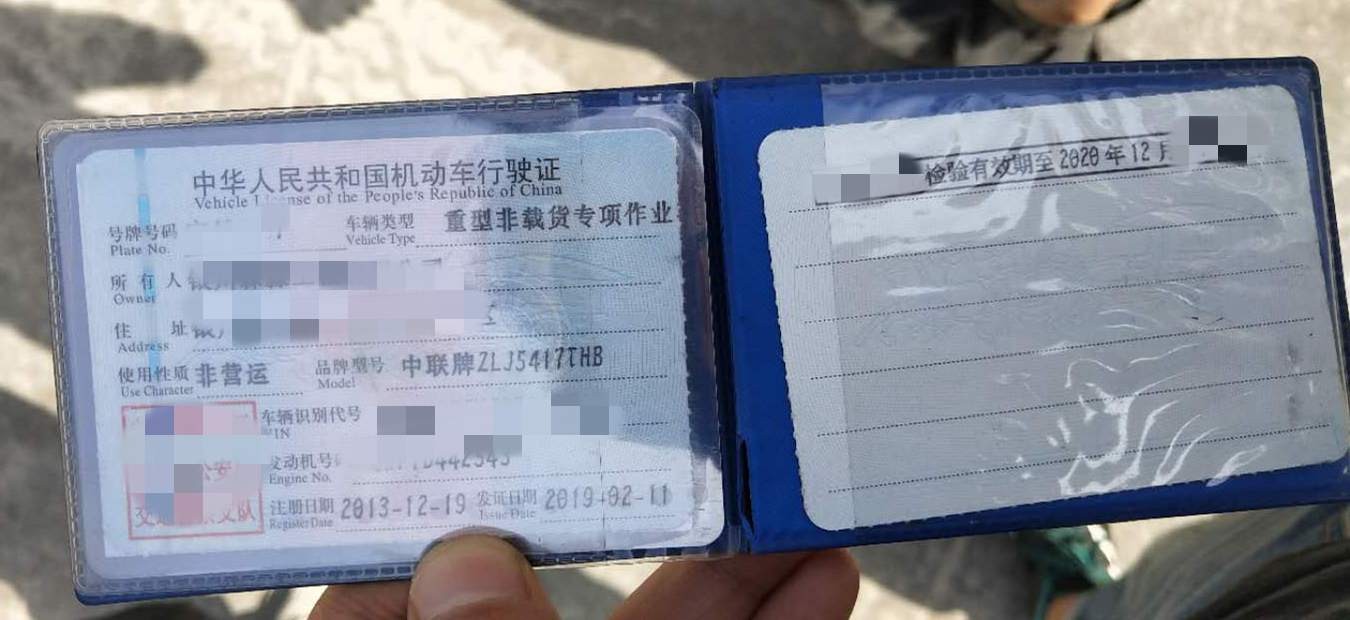 中华人民共和国机动车行驶证
Vehicle License of the People's Republic of China
号牌号码 车辆类型 重型非载货专项作业
Plate No. Vehicle Type
所有人
Owner
住址
Address
使用性质 非营运 品牌型号 中联牌ZLJ5417THB
Use Character Model
车辆识别代号
VIN
发动机号
Engine No.
注册日期 2013-12-19 发证日期 2019-02-11
Register Date Issue Date
检验有效期至2020年12月